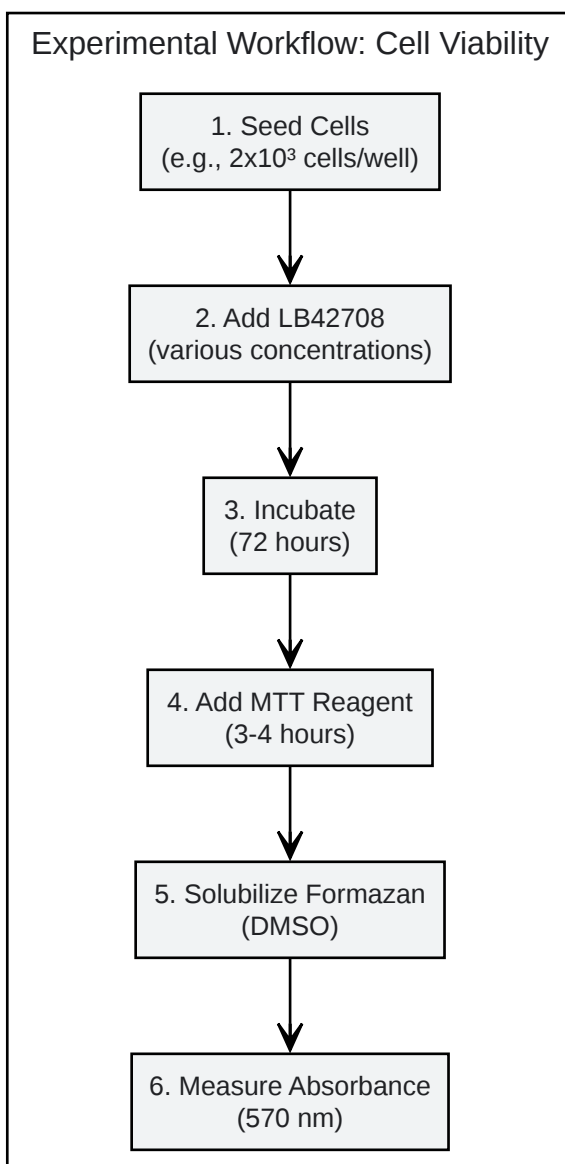 Experimental Workflow: Cell Viability
1. Seed Cells
(e.g., 2x10³ cells/well)
2. Add LB42708
(various concentrations)
3. Incubate
(72 hours)
4. Add MTT Reagent
(3-4 hours)
5. Solubilize Formazan
(DMSO)
6. Measure Absorbance
(570 nm)